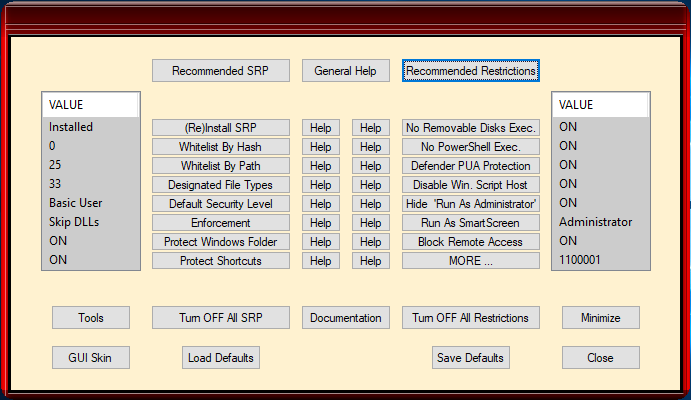 Recommended SRP General Help Recommended Restrictions
VALUE VALUE
Installed (Re)Install SRP Help Help No Removable Disks Exec. ON
0 Whitelist By Hash Help Help No PowerShell Exec. ON
25 Whitelist By Path Help Help Defender PUA Protection ON
33 Designated File Types Help Help Disable Win. Script Host ON
Basic User Default Security Level Help Help Hide 'Run As Administrator' ON
Skip DLLs Enforcement Help Help Run As SmartScreen Administrator
ON Protect Windows Folder Help Help Block Remote Access ON
ON Protect Shortcuts Help Help MORE ... 1100001
Tools Turn OFF All SRP Documentation Turn OFF All Restrictions Minimize
GUI Skin Load Defaults Save Defaults Close